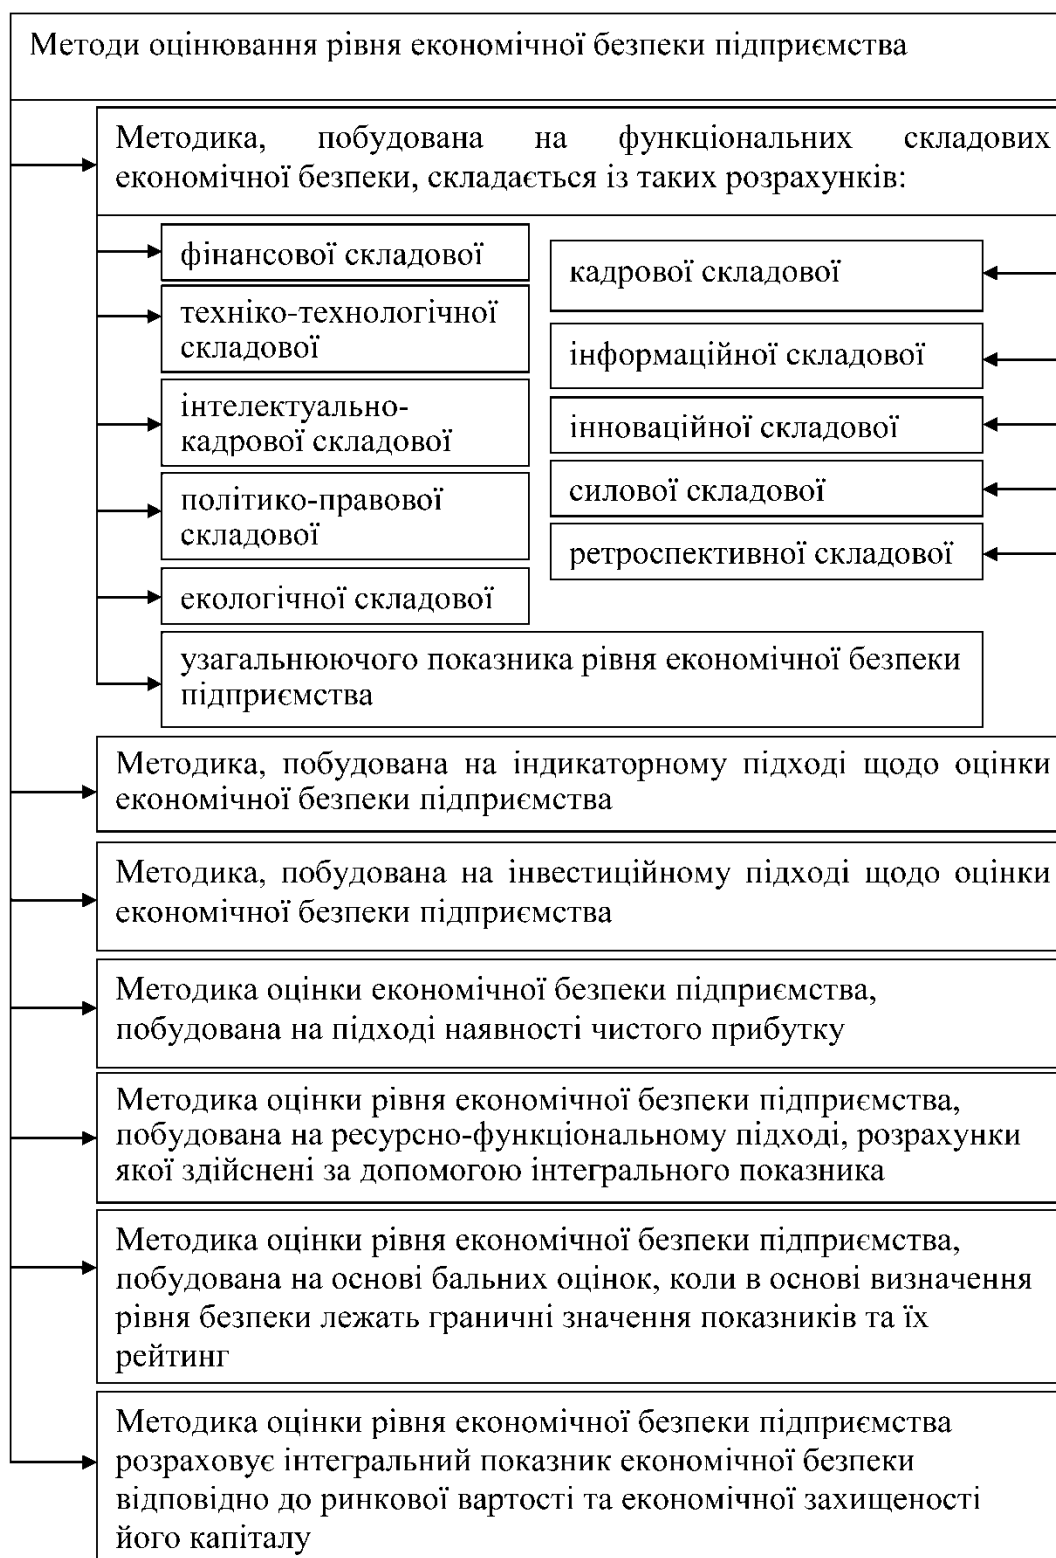 Методи оцінювання рівня економічної безпеки підприємства
Методика, побудована на функціональних складових
економічної безпеки, складається із таких розрахунків:
фінансової складової
техніко-технологічної
складової
інтелектуально-
кадрової складової
політико-правової
складової
екологічної складової
кадрової складової
інформаційної складової
інноваційної складової
силової складової
ретроспективної складової
узагальнюючого показника рівня економічної безпеки
підприємства
Методика, побудована на індикаторному підході щодо оцінки
економічної безпеки підприємства
Методика, побудована на інвестиційному підході щодо оцінки
економічної безпеки підприємства
Методика оцінки економічної безпеки підприємства,
побудована на підході наявності чистого прибутку
Методика оцінки рівня економічної безпеки підприємства,
побудована на ресурсно-функціональному підході, розрахунки
якої здійснені за допомогою інтегрального показника
Методика оцінки рівня економічної безпеки підприємства,
побудована на основі бальних оцінок, коли в основі визначення
рівня безпеки лежать граничні значення показників та їх
рейтинг
Методика оцінки рівня економічної безпеки підприємства
розраховує інтегральний показник економічної безпеки
відповідно до ринкової вартості та економічної захищеності
його капіталу